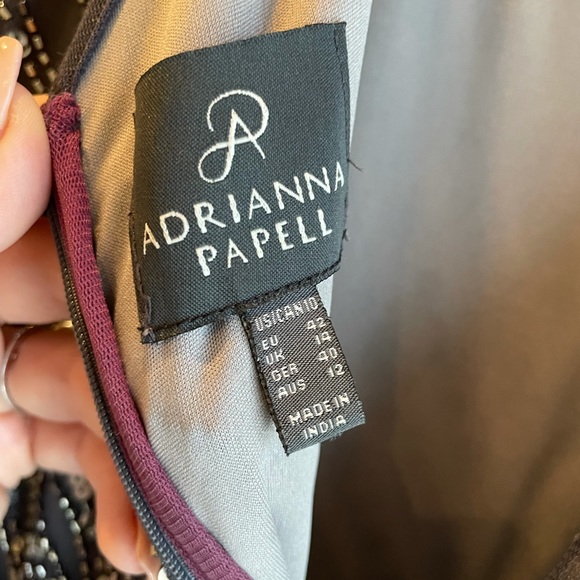 ADRIANNA
PAPELL
US/CAN 10
EU 42
UK 14
GER 40
AUS 12
MADE IN
INDIA